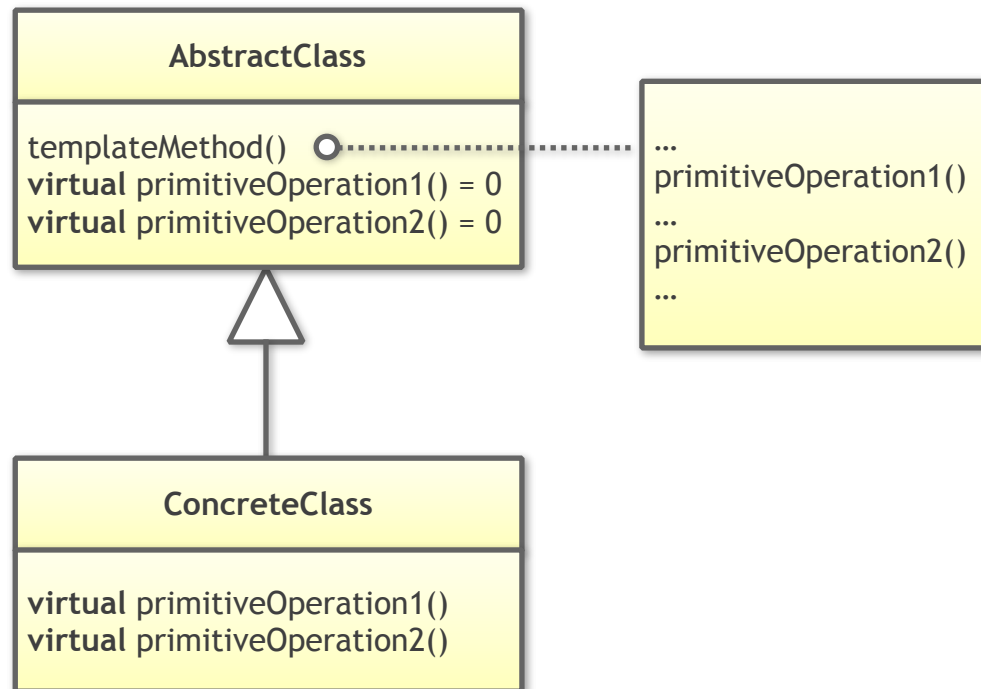 AbstractClass
templateMethod()
virtual primitiveOperation1() = 0
virtual primitiveOperation2() = 0
...
primitiveOperation1()
...
primitiveOperation2()
...
ConcreteClass
virtual primitiveOperation1()
virtual primitiveOperation2()